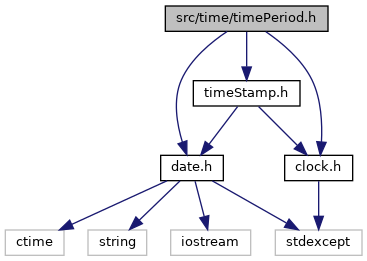 src/time/timePeriod.h
timeStamp.h
date.h
clock.h
ctime
string
iostream
stdexcept